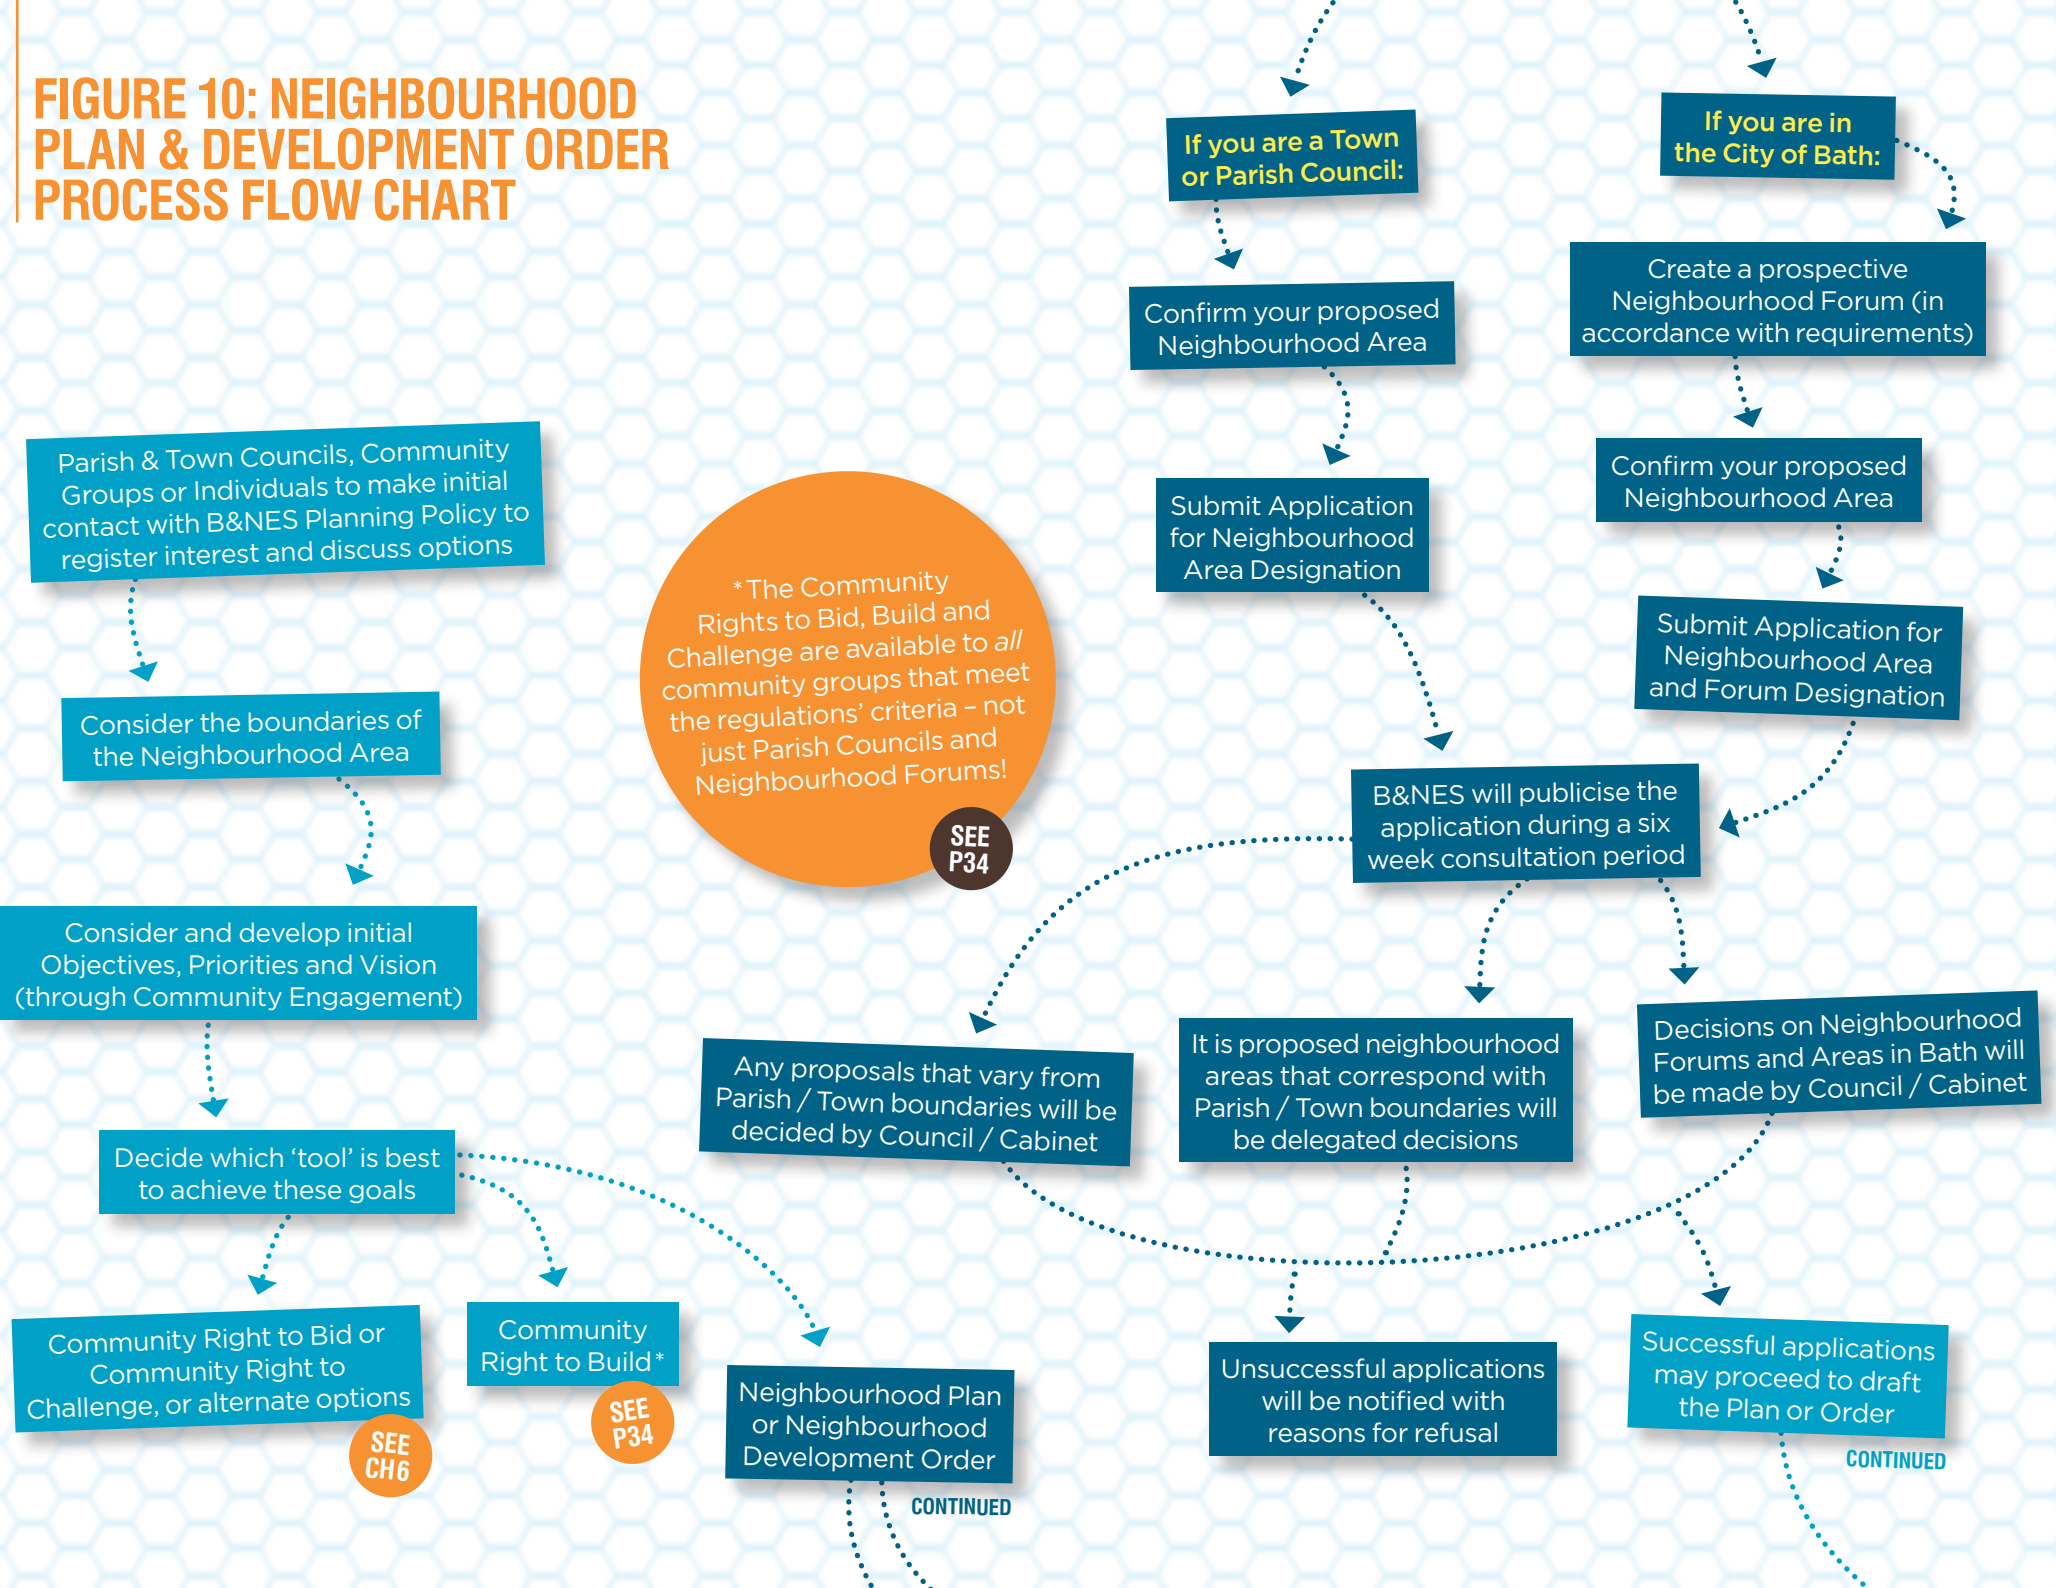 FIGURE 10: NEIGHBOURHOOD
PLAN & DEVELOPMENT ORDER
PROCESS FLOW CHART
Parish & Town Councils, Community
Groups or Individuals to make initial
contact with B&NES Planning Policy to
register interest and discuss options
Consider the boundaries of
the Neighbourhood Area
Consider and develop initial
Objectives, Priorities and Vision
(through Community Engagement)
Decide which ‘tool’ is best
to achieve these goals
Community Right to Bid or
Community Right to
Challenge, or alternate options
SEE
CH6
Community
Right to Build*
SEE
P34
Neighbourhood Plan
or Neighbourhood
Development Order
CONTINUED
*The Community
Rights to Bid, Build and
Challenge are available to all
community groups that meet
the regulations’ criteria – not
just Parish Councils and
Neighbourhood Forums!
SEE
P34
If you are a Town
or Parish Council:
Confirm your proposed
Neighbourhood Area
Submit Application
for Neighbourhood
Area Designation
If you are in
the City of Bath:
Create a prospective
Neighbourhood Forum (in
accordance with requirements)
Confirm your proposed
Neighbourhood Area
Submit Application for
Neighbourhood Area
and Forum Designation
B&NES will publicise the
application during a six
week consultation period
Any proposals that vary from
Parish / Town boundaries will be
decided by Council / Cabinet
It is proposed neighbourhood
areas that correspond with
Parish / Town boundaries will
be delegated decisions
Decisions on Neighbourhood
Forums and Areas in Bath will
be made by Council / Cabinet
Unsuccessful applications
will be notified with
reasons for refusal
Successful applications
may proceed to draft
the Plan or Order
CONTINUED